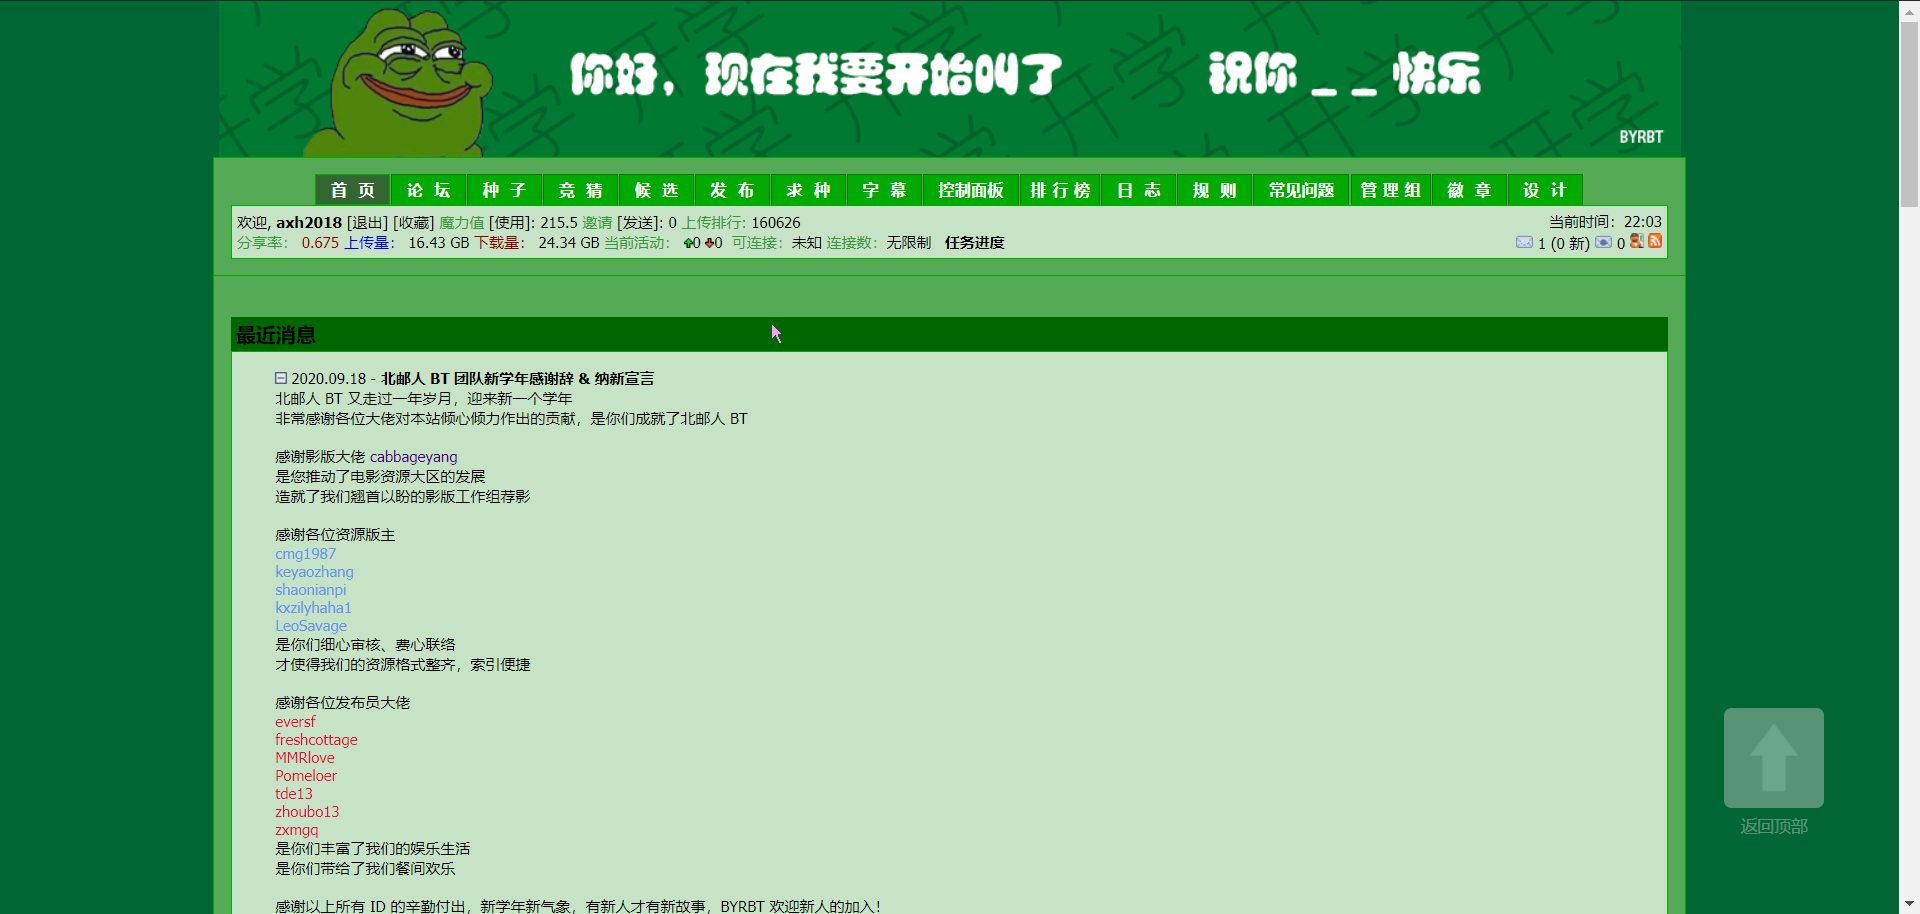 你好，现在我要开始叫了 祝你 _ _ 快乐
BYRBT
首 页 论 坛 种 子 竞 猜 候 选 发 布 求 种 字 幕 控制面板 排 行 榜 日 志 规 则 常见问题 管 理 组 徽 章 设 计
欢迎, axh2018 [退出] [收藏] 魔力值 [使用]: 215.5 邀请 [发送]: 0 上传排行: 160626 当前时间：22:03
分享率： 0.675 上传量： 16.43 GB 下载量： 24.34 GB 当前活动： 0 0 可连接：未知 连接数：无限制 任务进度 1 (0 新) 0
最近消息
2020.09.18 - 北邮人 BT 团队新学年感谢辞 & 纳新宣言
北邮人 BT 又走过一年岁月，迎来新一个学年
非常感谢各位大佬对本站倾心倾力作出的贡献，是你们成就了北邮人 BT
感谢影版大佬 cabbageyang
是您推动了电影资源大区的发展
造就了我们翘首以盼的影版工作组荐影
感谢各位资源版主
cmg1987
keyaozhang
shaonianpi
kxzilyhaha1
LeoSavage
是你们细心审核、费心联络
才使得我们的资源格式整齐，索引便捷
感谢各位发布员大佬
eversf
freshcottage
MMRlove
Pomeloer
tde13
zhoubo13
zxmgq
是你们丰富了我们的娱乐生活
是你们带给了我们餐间欢乐
感谢以上所有 ID 的辛勤付出，新学年新气象，有新人才有新故事，BYRBT 欢迎新人的加入！
返回顶部
开学 开学 开学 开学 开学 开学